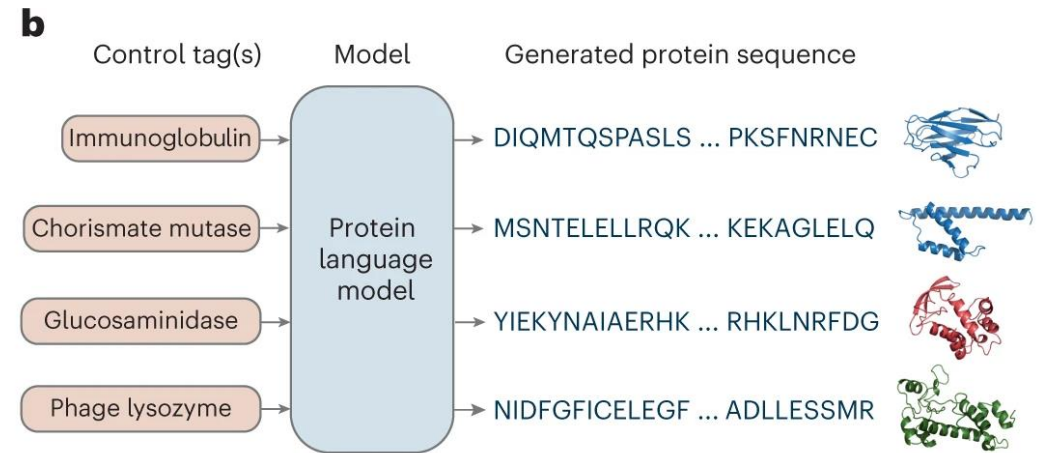 b
Control tag(s) Model Generated protein sequence
Immunoglobulin DIQMTQSPASLS ... PKSFNRNEC
Chorismate mutase MSNTELELLRQK ... KEKAGLELQ
Protein
language
model
Glucosaminidase YIEKYNAIAERHK ... RHKLNRFDG
Phage lysozyme NIDFGFICELEGF ... ADLLESSMR